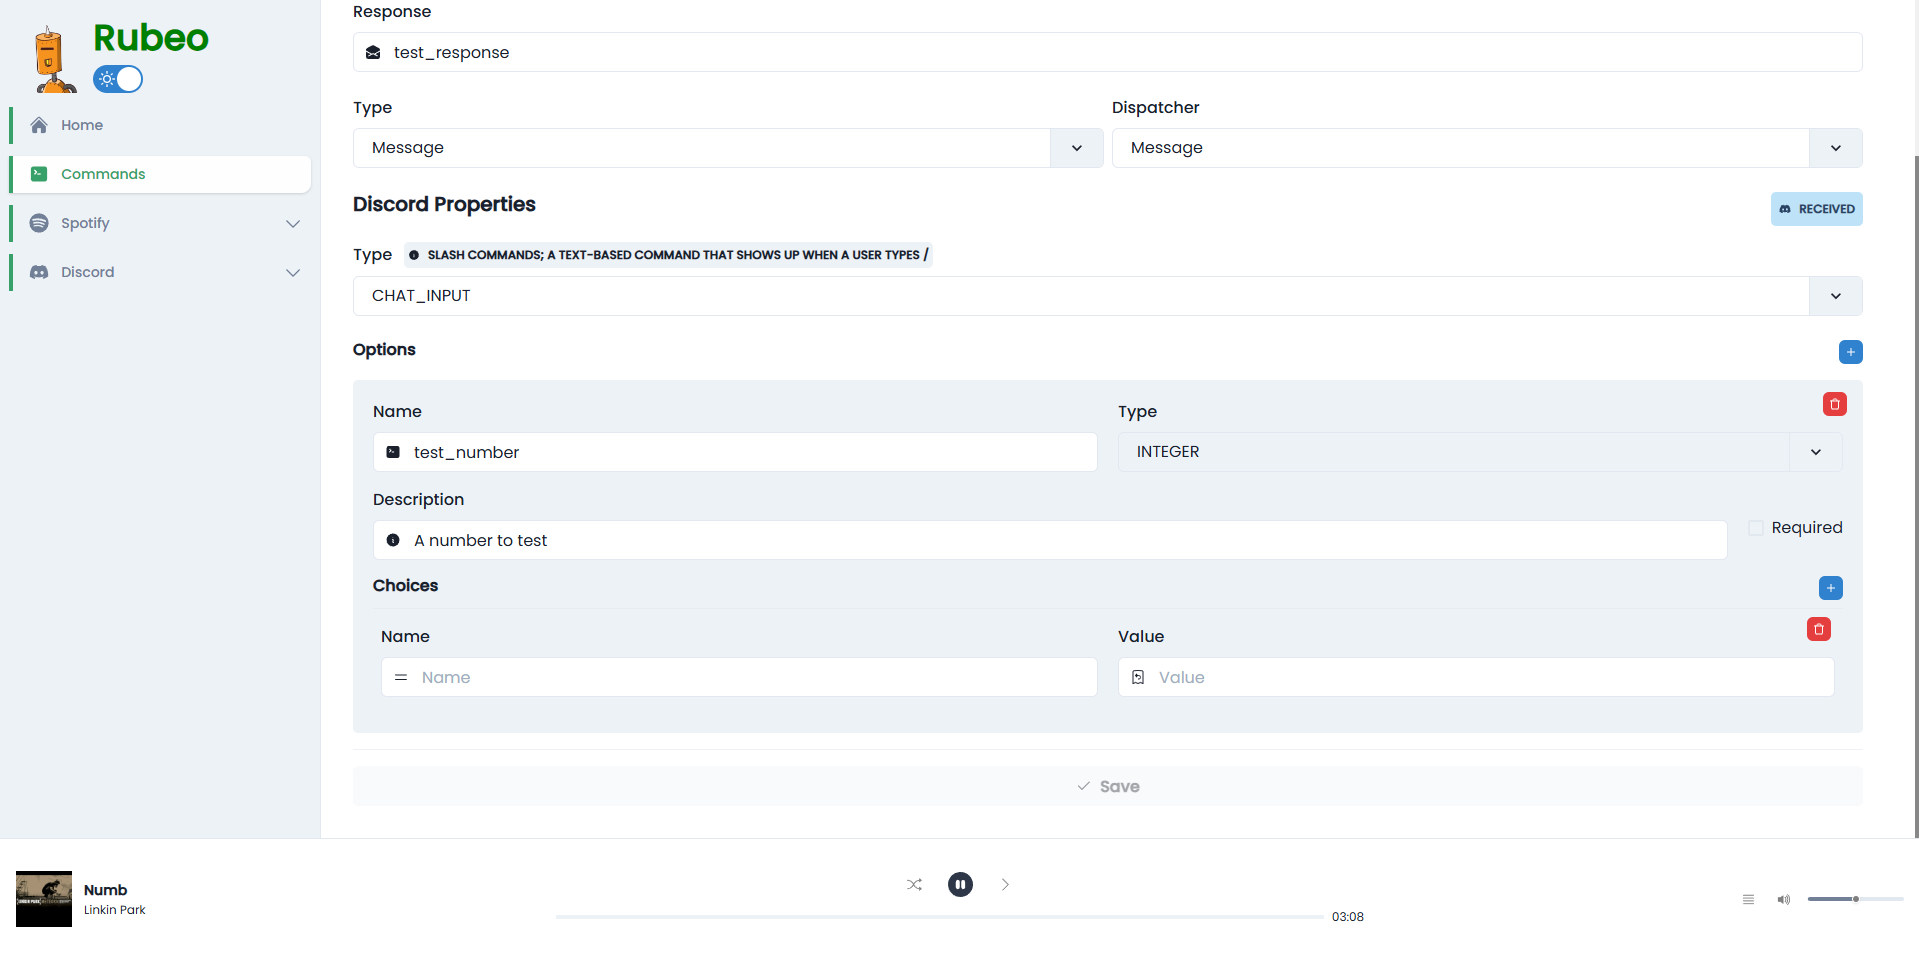 Rubeo
Home
Commands
Spotify
Discord
Response
test_response
Type
Dispatcher
Message
Message
Discord Properties
RECEIVED
Type
SLASH COMMANDS; A TEXT-BASED COMMAND THAT SHOWS UP WHEN A USER TYPES /
CHAT_INPUT
Options
Name
Type
test_number
INTEGER
Description
A number to test
Required
Choices
Name
Value
Name
Value
Save
Numb
Linkin Park
03:08